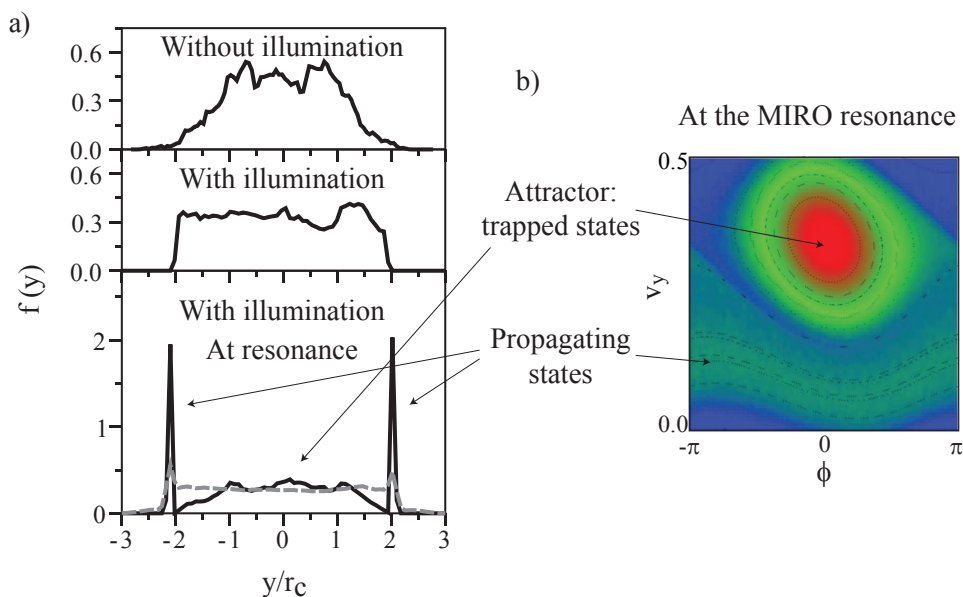 a)
Without illumination
0.6
0.3
0.0
With illumination
0.6
0.3
0.0
With illumination
At resonance
2
1
0
f (y)
-3 -2 -1 0 1 2 3
y/rc
b)
At the MIRO resonance
Attractor:
trapped states
Propagating
states
0.5
vy
0.0
-π 0 π
ϕ